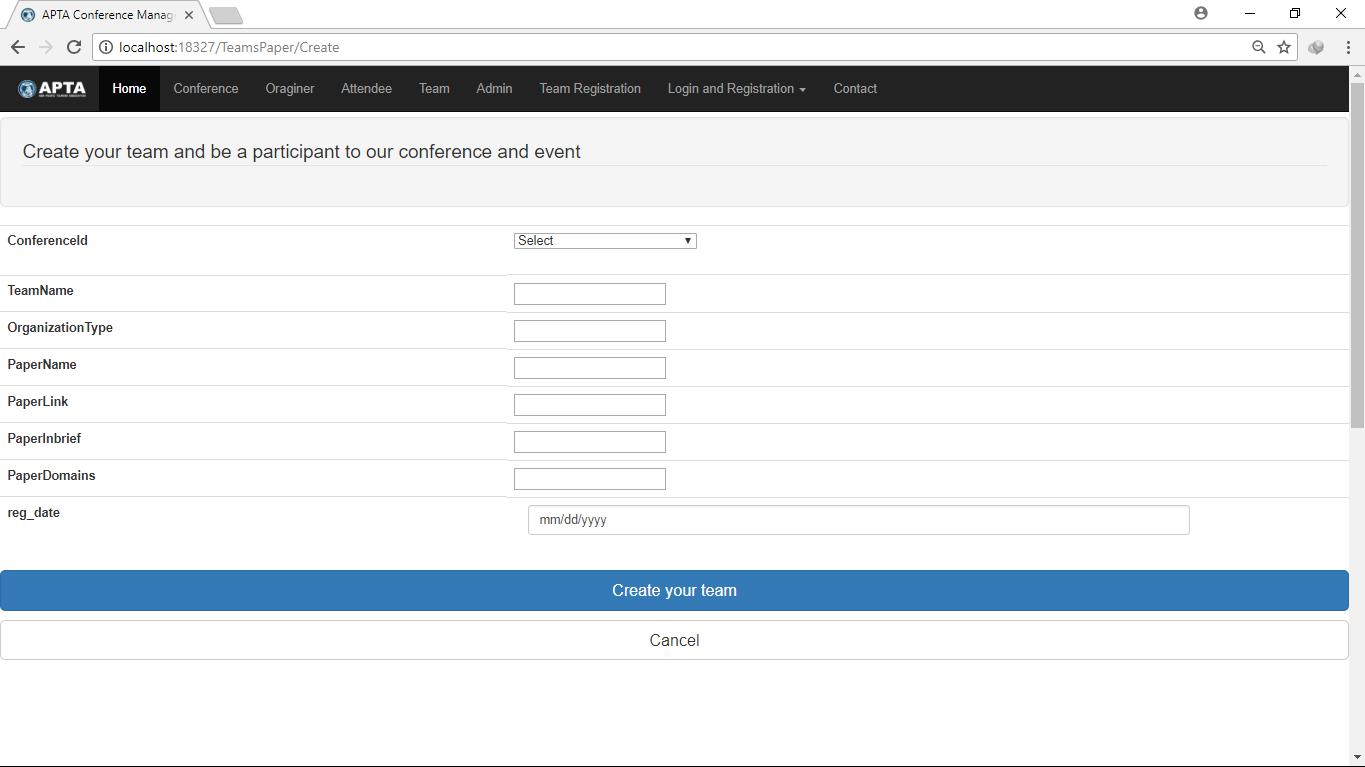 APTA Conference Manag
localhost:18327/TeamsPaper/Create
APTA Home Conference Oraginer Attendee Team Admin Team Registration Login and Registration Contact
Create your team and be a participant to our conference and event
ConferenceId Select
TeamName
OrganizationType
PaperName
PaperLink
PaperInbrief
PaperDomains
reg_date mm/dd/yyyy
Create your team
Cancel